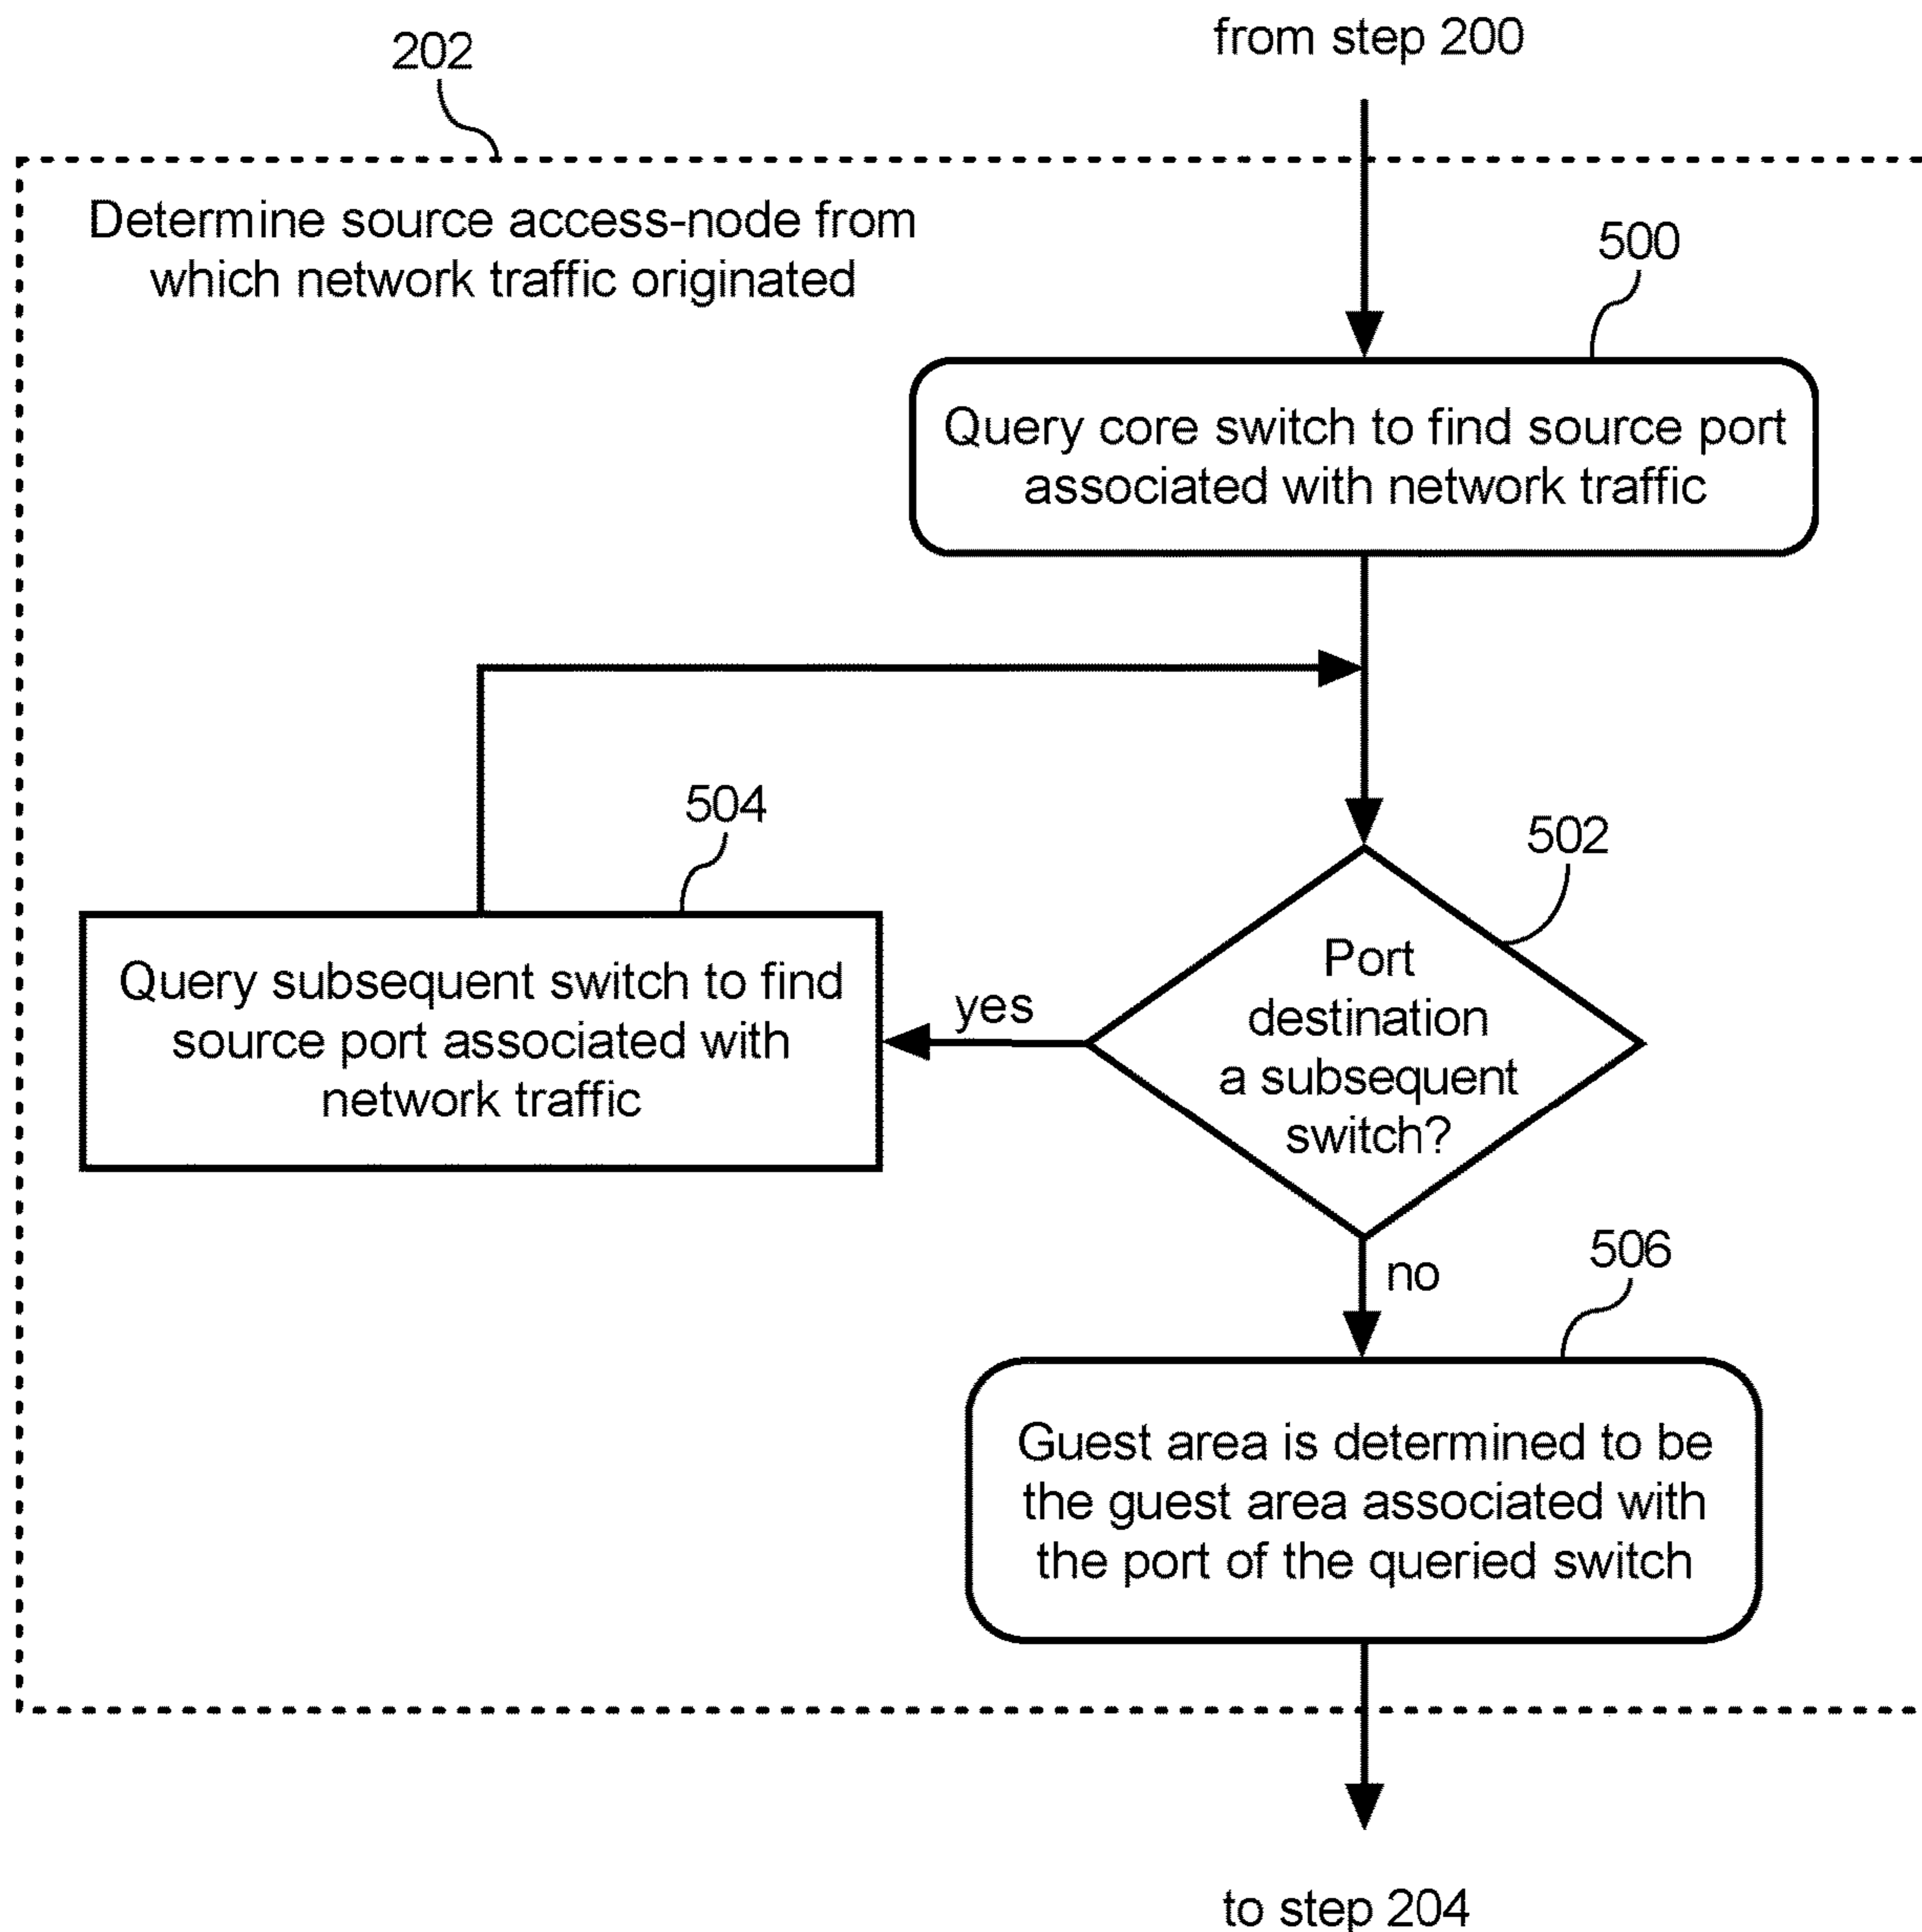 from step 200
202
Determine source access-node from
which network traffic originated
500
Query core switch to find source port
associated with network traffic
504
502
Query subsequent switch to find
source port associated with
network traffic
yes
Port
destination
a subsequent
switch?
no
506
Guest area is determined to be
the guest area associated with
the port of the queried switch
to step 204